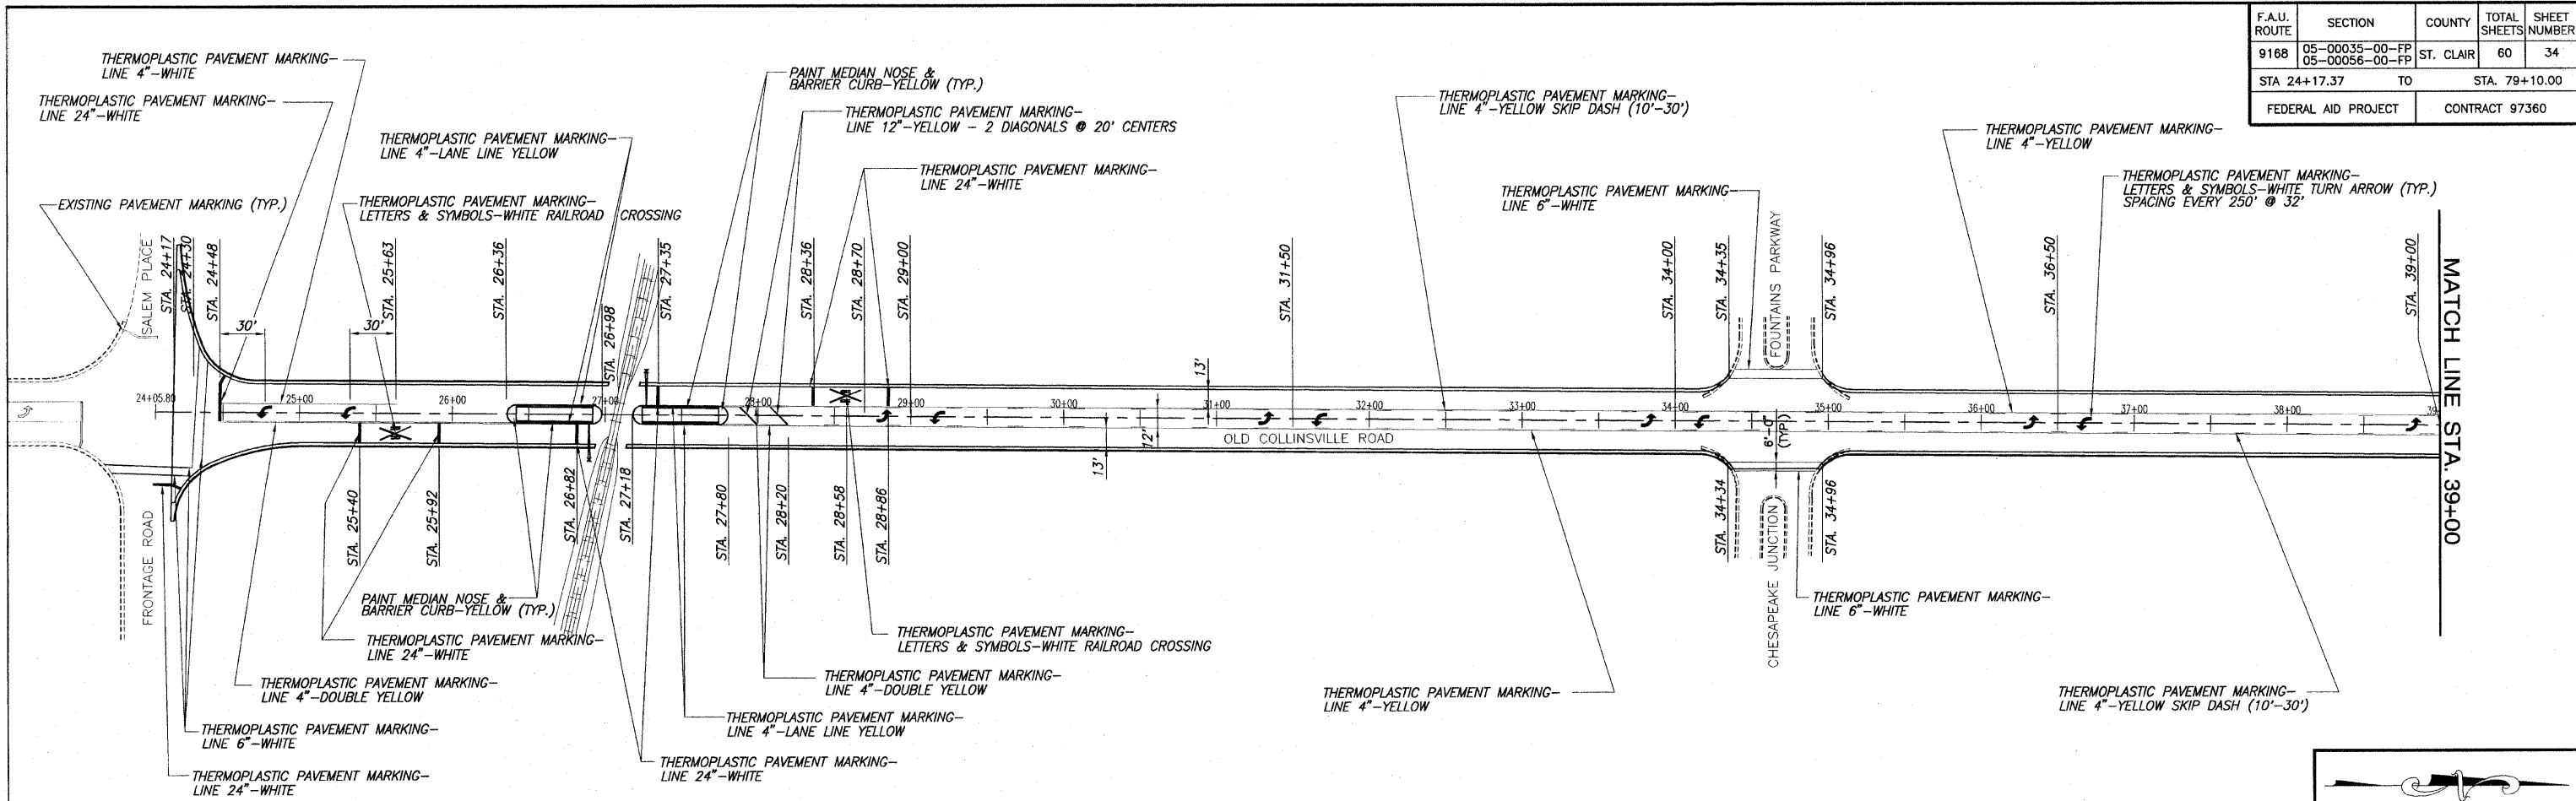 F.A.U. ROUTE
SECTION
COUNTY
TOTAL SHEETS
SHEET NUMBER
9168
05-00035-00-FP
05-00056-00-FP
ST. CLAIR
60
34
STA 24+17.37 TO STA. 79+10.00
FEDERAL AID PROJECT
CONTRACT 97360
THERMOPLASTIC PAVEMENT MARKING-
LINE 4"-WHITE
THERMOPLASTIC PAVEMENT MARKING-
LINE 24"-WHITE
THERMOPLASTIC PAVEMENT MARKING-
LINE 4"-LANE LINE YELLOW
EXISTING PAVEMENT MARKING (TYP.)
THERMOPLASTIC PAVEMENT MARKING-
LETTERS & SYMBOLS-WHITE RAILROAD CROSSING
PAINT MEDIAN NOSE &
BARRIER CURB-YELLOW (TYP.)
THERMOPLASTIC PAVEMENT MARKING-
LINE 12"-YELLOW - 2 DIAGONALS @ 20' CENTERS
THERMOPLASTIC PAVEMENT MARKING-
LINE 24"-WHITE
THERMOPLASTIC PAVEMENT MARKING-
LINE 4"-YELLOW SKIP DASH (10'-30')
THERMOPLASTIC PAVEMENT MARKING-
LINE 6"-WHITE
THERMOPLASTIC PAVEMENT MARKING-
LINE 4"-YELLOW
THERMOPLASTIC PAVEMENT MARKING-
LETTERS & SYMBOLS-WHITE TURN ARROW (TYP.)
SPACING EVERY 250' @ 32'
SALEM PLACE
STA. 24+17
STA. 24+30
STA. 24+48
STA. 25+63
STA. 26+36
STA. 26+98
STA. 27+35
STA. 28+36
STA. 28+70
STA. 29+00
STA. 31+50
STA. 34+00
STA. 34+35
FOUNTAINS PARKWAY
STA. 34+96
STA. 36+50
STA. 39+00
MATCH LINE STA. 39+00
30'
30'
13'
24+05.80
25+00
26+00
27+00
28+00
29+00
30+00
31+00
32+00
33+00
34+00
35+00
36+00
37+00
38+00
39
12'
13'
OLD COLLINSVILLE ROAD
6'-0"
(TYP)
FRONTAGE ROAD
STA. 25+40
STA. 25+92
STA. 26+82
STA. 27+18
STA. 27+80
STA. 28+20
STA. 28+58
STA. 28+86
STA. 34+34
CHESAPEAKE JUNCTION
STA. 34+96
PAINT MEDIAN NOSE &
BARRIER CURB-YELLOW (TYP.)
THERMOPLASTIC PAVEMENT MARKING-
LINE 24"-WHITE
THERMOPLASTIC PAVEMENT MARKING-
LINE 4"-DOUBLE YELLOW
THERMOPLASTIC PAVEMENT MARKING-
LINE 6"-WHITE
THERMOPLASTIC PAVEMENT MARKING-
LINE 24"-WHITE
THERMOPLASTIC PAVEMENT MARKING-
LETTERS & SYMBOLS-WHITE RAILROAD CROSSING
THERMOPLASTIC PAVEMENT MARKING-
LINE 4"-DOUBLE YELLOW
THERMOPLASTIC PAVEMENT MARKING-
LINE 4"-LANE LINE YELLOW
THERMOPLASTIC PAVEMENT MARKING-
LINE 24"-WHITE
THERMOPLASTIC PAVEMENT MARKING-
LINE 4"-YELLOW
THERMOPLASTIC PAVEMENT MARKING-
LINE 6"-WHITE
THERMOPLASTIC PAVEMENT MARKING-
LINE 4"-YELLOW SKIP DASH (10'-30')